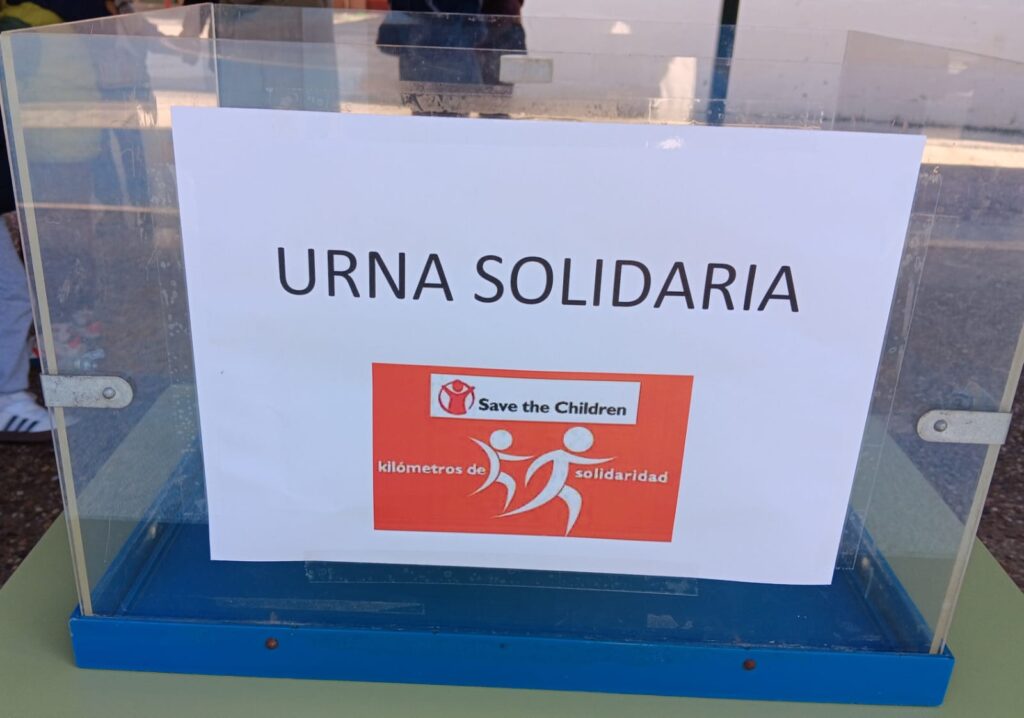 URNA SOLIDARIA
Save the Children
kilómetros de solidaridad